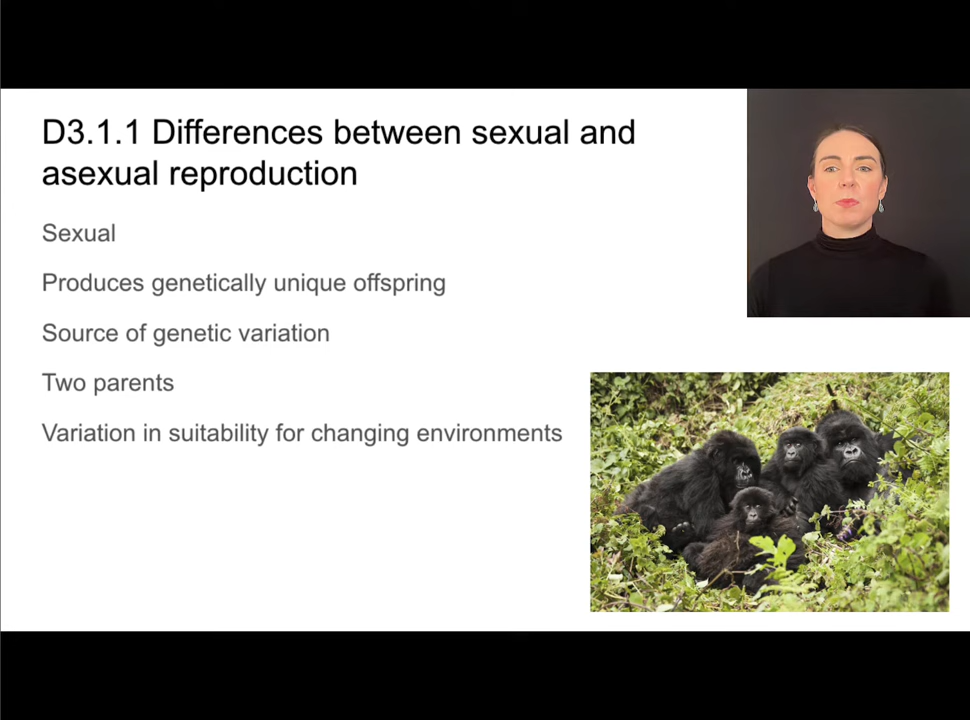 D3.1.1 Differences between sexual and
asexual reproduction
Sexual
Produces genetically unique offspring
Source of genetic variation
Two parents
Variation in suitability for changing environments